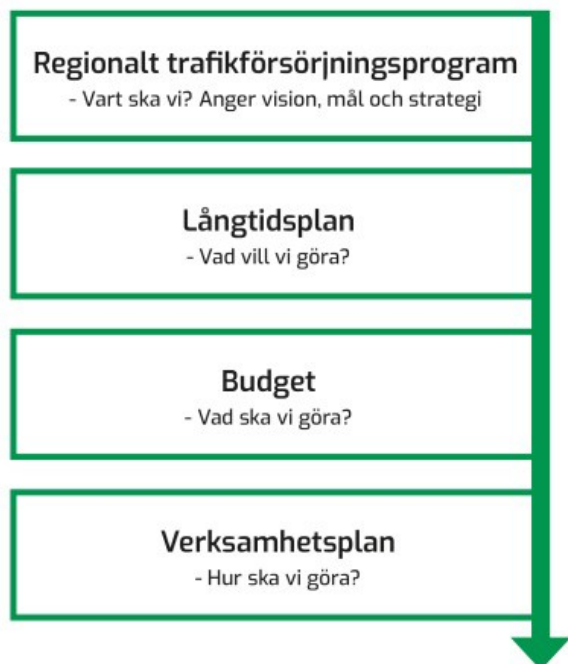 Regionalt trafikförsörjningsprogram
- Vart ska vi? Anger vision, mål och strategi
Långtidsplan
- Vad vill vi göra?
Budget
- Vad ska vi göra?
Verksamhetsplan
- Hur ska vi göra?